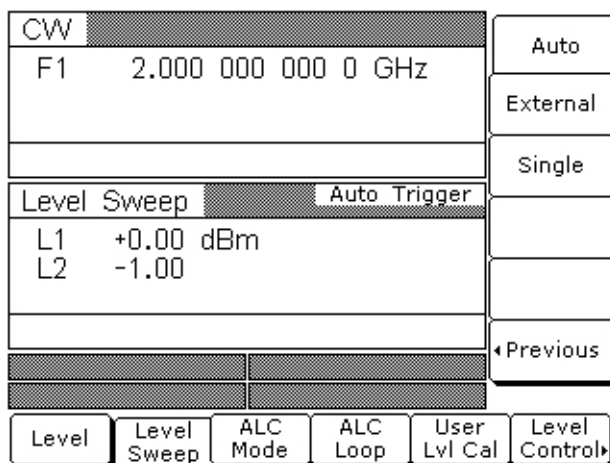 CW
F1 2.000 000 000 0 GHz
Level Sweep Auto Trigger
L1 +0.00 dBm
L2 -1.00
Auto
External
Single
◂Previous
Level
Level Sweep
ALC Mode
ALC Loop
User Lvl Cal
Level Control▸